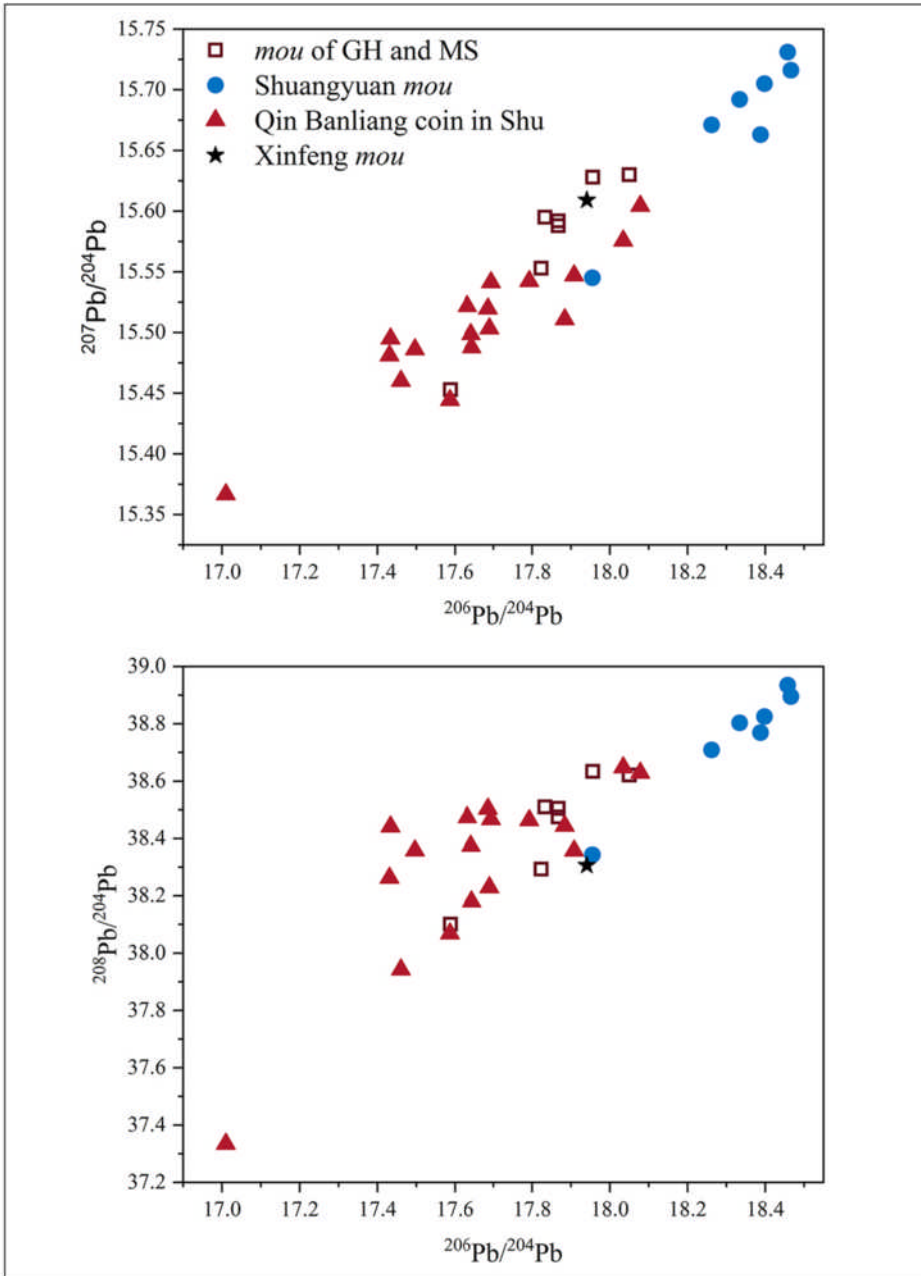 15.75
15.70
15.65
15.60
15.55
15.50
15.45
15.40
15.35
²⁰⁷Pb/²⁰⁴Pb
mou of GH and MS
Shuangyuan mou
Qin Banliang coin in Shu
Xinfeng mou
17.0 17.2 17.4 17.6 17.8 18.0 18.2 18.4
²⁰⁶Pb/²⁰⁴Pb
39.0
38.8
38.6
38.4
38.2
38.0
37.8
37.6
37.4
37.2
²⁰⁸Pb/²⁰⁴Pb
17.0 17.2 17.4 17.6 17.8 18.0 18.2 18.4
²⁰⁶Pb/²⁰⁴Pb